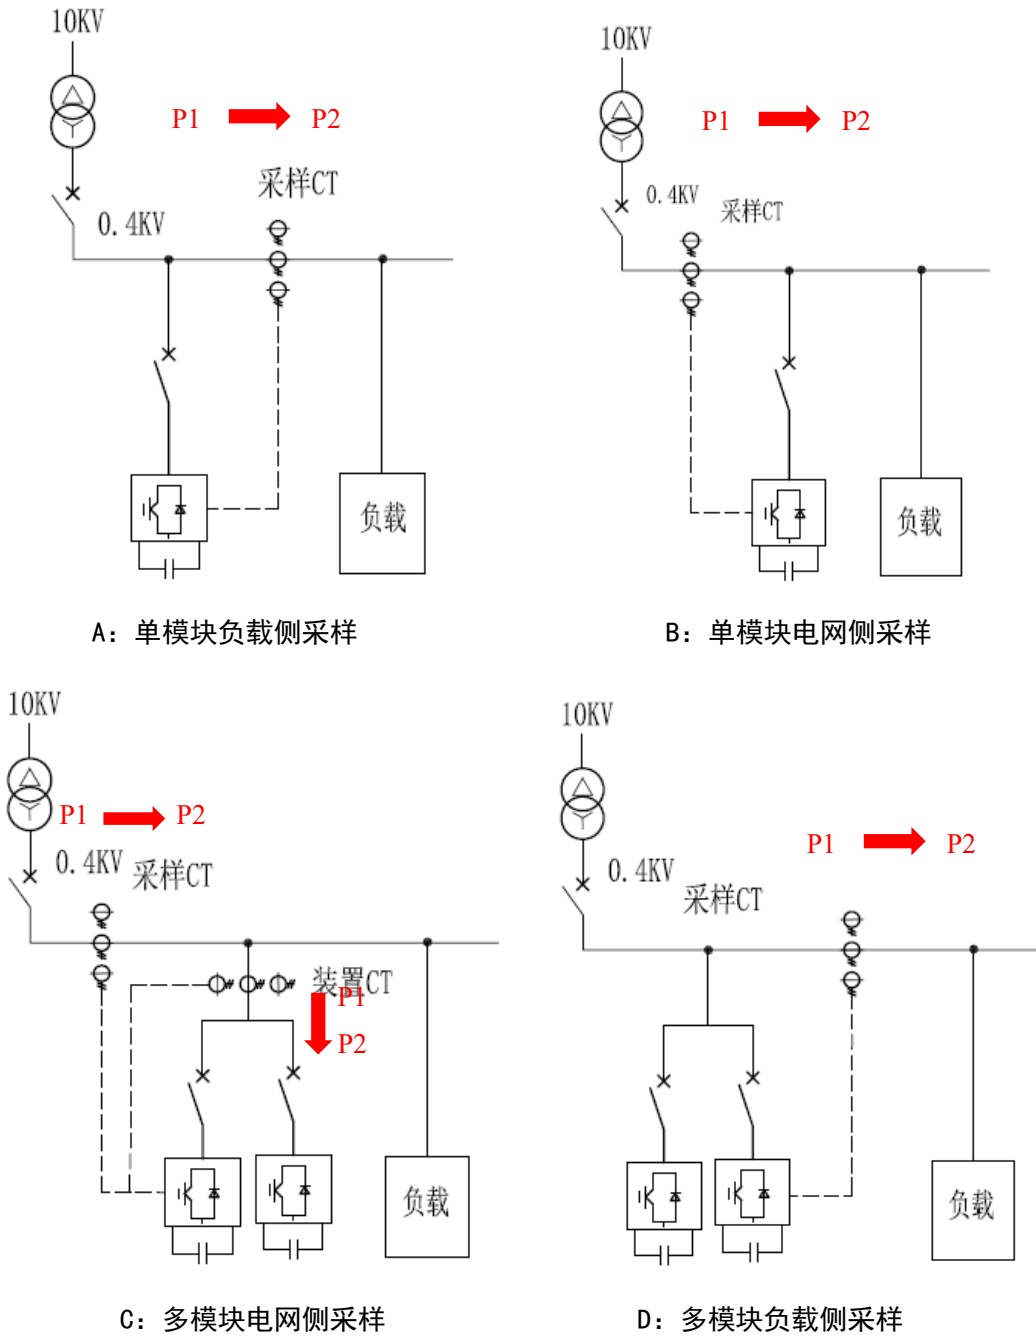 10KV
P1 P2
采样CT
0.4KV
负载
A: 单模块负载侧采样
10KV
P1 P2
0.4KV
采样CT
负载
B: 单模块电网侧采样
10KV
P1 P2
0.4KV
采样CT
装置CT
P1
P2
负载
C: 多模块电网侧采样
10KV
P1 P2
0.4KV
采样CT
负载
D: 多模块负载侧采样